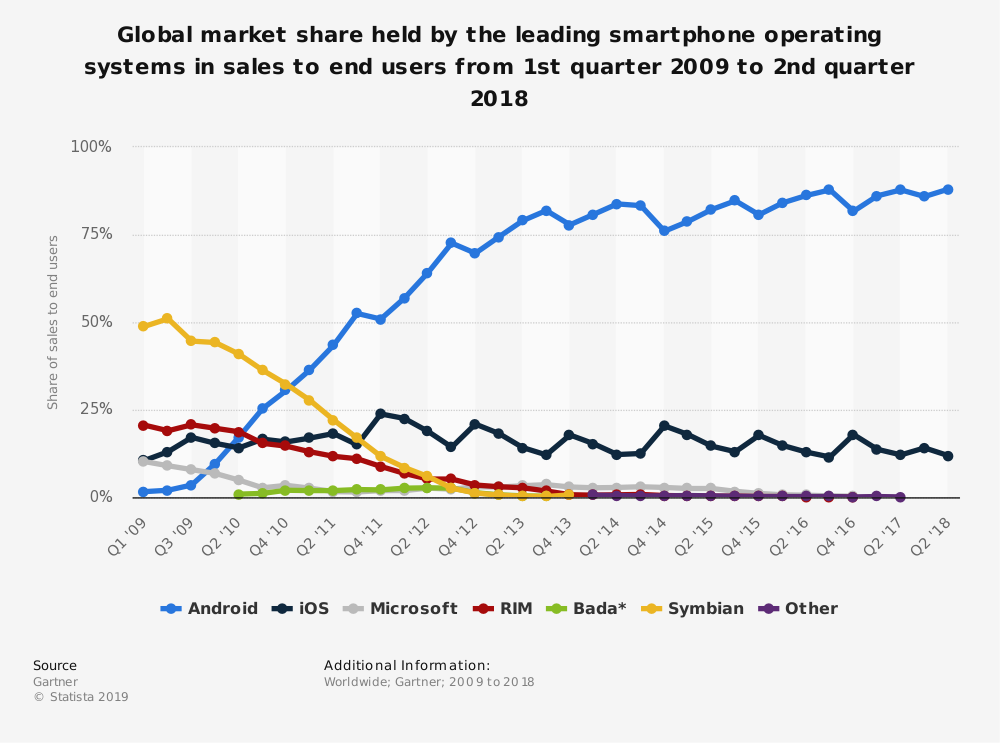 Global market share held by the leading smartphone operating
systems in sales to end users from 1st quarter 2009 to 2nd quarter
2018
100%
75%
50%
25%
0%
Share of sales to end users
Q1 '09
Q3 '09
Q2 '10
Q4 '10
Q2 '11
Q4 '11
Q2 '12
Q4 '12
Q2 '13
Q4 '13
Q2 '14
Q4 '14
Q2 '15
Q4 '15
Q2 '16
Q4 '16
Q2 '17
Q2 '18
Android iOS Microsoft RIM Bada* Symbian Other
Source
Gartner
© Statista 2019
Additional Information:
Worldwide; Gartner; 2009 to 2018